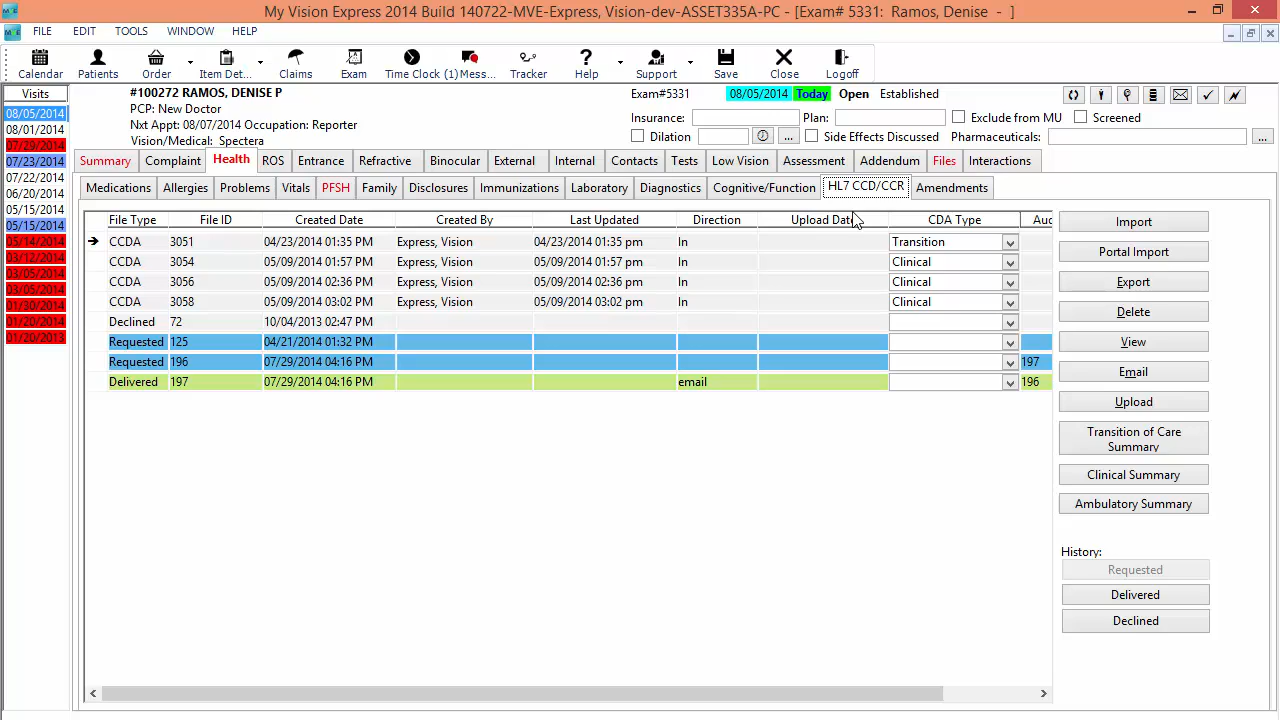 My Vision Express 2014 Build 140722-MVE-Express, Vision-dev-ASSET335A-PC - [Exam# 5331: Ramos, Denise - ]
FILE EDIT TOOLS WINDOW HELP
Calendar Patients Order Item Det... Claims Exam Time Clock (1) Mess... Tracker Help Support Save Close Logoff
Visits
08/05/2014
08/01/2014
07/29/2014
07/23/2014
07/22/2014
06/20/2014
05/15/2014
05/15/2014
05/14/2014
03/12/2014
03/05/2014
03/05/2014
01/30/2014
01/20/2014
01/20/2013
#100272 RAMOS, DENISE P
PCP: New Doctor
Nxt Appt: 08/07/2014 Occupation: Reporter
Vision/Medical: Spectera
Exam#5331 08/05/2014 Today Open Established
Insurance: Plan: Exclude from MU Screened
Dilation ... Side Effects Discussed Pharmaceuticals: ...
Summary Complaint Health ROS Entrance Refractive Binocular External Internal Contacts Tests Low Vision Assessment Addendum Files Interactions
Medications Allergies Problems Vitals PFSH Family Disclosures Immunizations Laboratory Diagnostics Cognitive/Function HL7 CCD/CCR Amendments
File Type File ID Created Date Created By Last Updated Direction Upload Date CDA Type Auc
CCDA 3051 04/23/2014 01:35 PM Express, Vision 04/23/2014 01:35 pm In Transition
CCDA 3054 05/09/2014 01:57 PM Express, Vision 05/09/2014 01:57 pm In Clinical
CCDA 3056 05/09/2014 02:36 PM Express, Vision 05/09/2014 02:36 pm In Clinical
CCDA 3058 05/09/2014 03:02 PM Express, Vision 05/09/2014 03:02 pm In Clinical
Declined 72 10/04/2013 02:47 PM
Requested 125 04/21/2014 01:32 PM
Requested 196 07/29/2014 04:16 PM 197
Delivered 197 07/29/2014 04:16 PM email 196
Import
Portal Import
Export
Delete
View
Email
Upload
Transition of Care
Summary
Clinical Summary
Ambulatory Summary
History:
Requested
Delivered
Declined